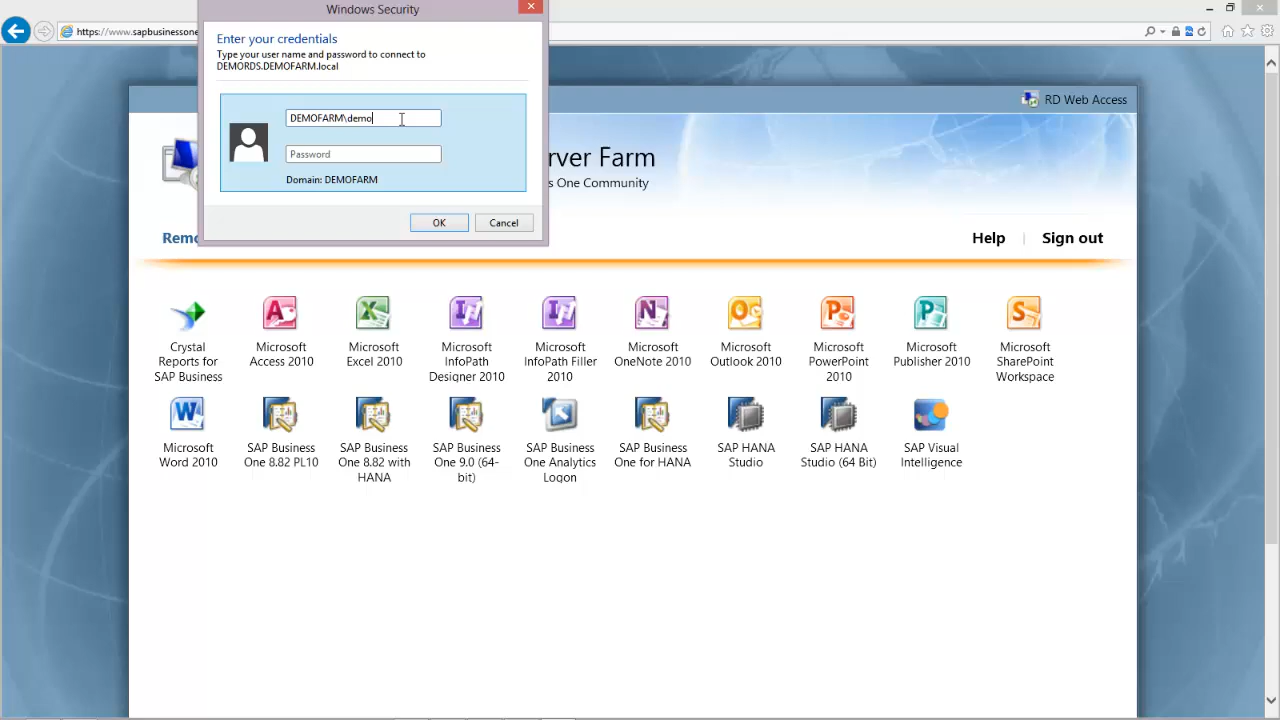 Windows Security
https://www.sapbusinessone
Enter your credentials
Type your user name and password to connect to
DEMORDS.DEMOFARM.local
DEMOFARM\demo
Password
Domain: DEMOFARM
OK
Cancel
RD Web Access
rver Farm
s One Community
Remo
Help | Sign out
Crystal
Reports for
SAP Business
Microsoft
Access 2010
Microsoft
Excel 2010
Microsoft
InfoPath
Designer 2010
Microsoft
InfoPath Filler
2010
Microsoft
OneNote 2010
Microsoft
Outlook 2010
Microsoft
PowerPoint
2010
Microsoft
Publisher 2010
Microsoft
SharePoint
Workspace
Microsoft
Word 2010
SAP Business
One 8.82 PL10
SAP Business
One 8.82 with
HANA
SAP Business
One 9.0 (64-
bit)
SAP Business
One Analytics
Logon
SAP Business
One for HANA
SAP HANA
Studio
SAP HANA
Studio (64 Bit)
SAP Visual
Intelligence